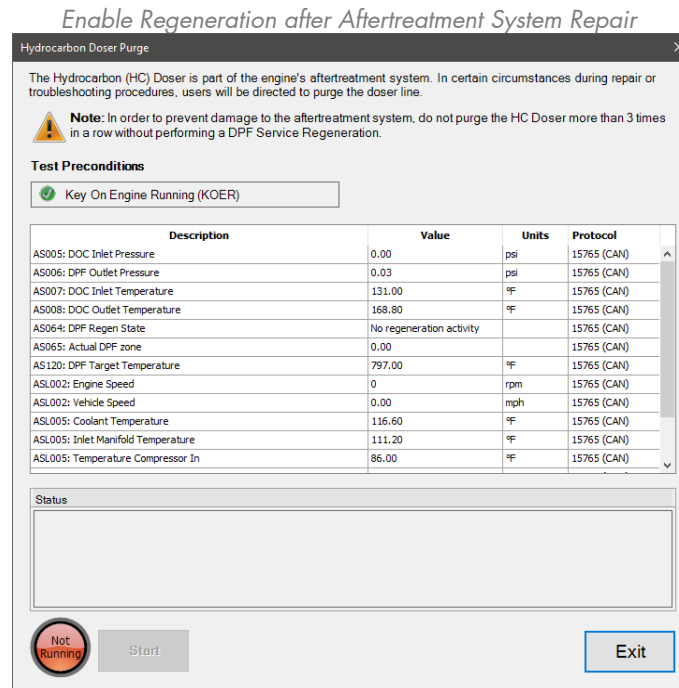 Enable Regeneration after Aftertreatment System Repair
Hydrocarbon Doser Purge
The Hydrocarbon (HC) Doser is part of the engine's aftertreatment system. In certain circumstances during repair or
troubleshooting procedures, users will be directed to purge the doser line.
Note: In order to prevent damage to the aftertreatment system, do not purge the HC Doser more than 3 times
in a row without performing a DPF Service Regeneration.
Test Preconditions
Key On Engine Running (KOER)
Description Value Units Protocol
AS005: DOC Inlet Pressure 0.00 psi 15765 (CAN)
AS006: DPF Outlet Pressure 0.03 psi 15765 (CAN)
AS007: DOC Inlet Temperature 131.00 ºF 15765 (CAN)
AS008: DOC Outlet Temperature 168.80 ºF 15765 (CAN)
AS064: DPF Regen State No regeneration activity 15765 (CAN)
AS065: Actual DPF zone 0.00 15765 (CAN)
AS120: DPF Target Temperature 797.00 ºF 15765 (CAN)
ASL002: Engine Speed 0 rpm 15765 (CAN)
ASL002: Vehicle Speed 0.00 mph 15765 (CAN)
ASL005: Coolant Temperature 116.60 ºF 15765 (CAN)
ASL005: Inlet Manifold Temperature 111.20 ºF 15765 (CAN)
ASL005: Temperature Compressor In 86.00 ºF 15765 (CAN)
Status
Not
Running
Start
Exit